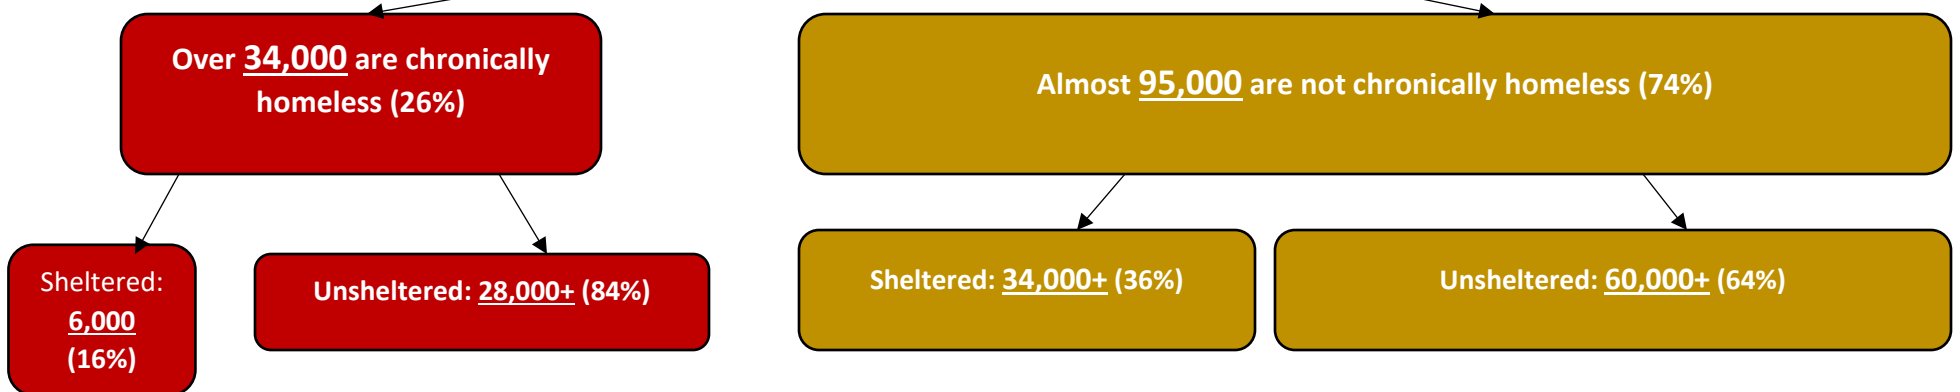 Over 34,000 are chronically
homeless (26%)
Almost 95,000 are not chronically homeless (74%)
Sheltered:
6,000
(16%)
Unsheltered: 28,000+ (84%)
Sheltered: 34,000+ (36%)
Unsheltered: 60,000+ (64%)